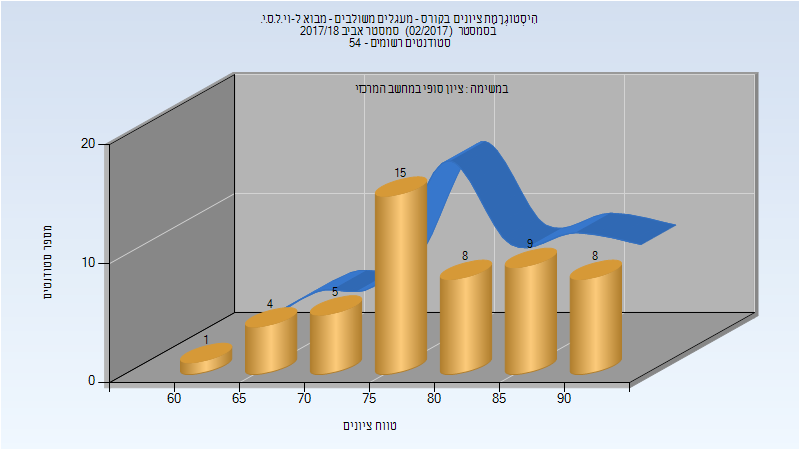 הִיסְטוֹגְרָמַת ציונים בקורס - מעגלים משולבים - מבוא ל-וי.ל.ס.י.
בסמסטר (02/2017) סמסטר אביב 2017/18
סטודנטים רשומים - 54
במשימה : ציון סופי במחשב המרכזי
20
10
0
מספר סטודנטים
1
4
5
15
8
9
8
60
65
70
75
80
85
90
טווח ציונים